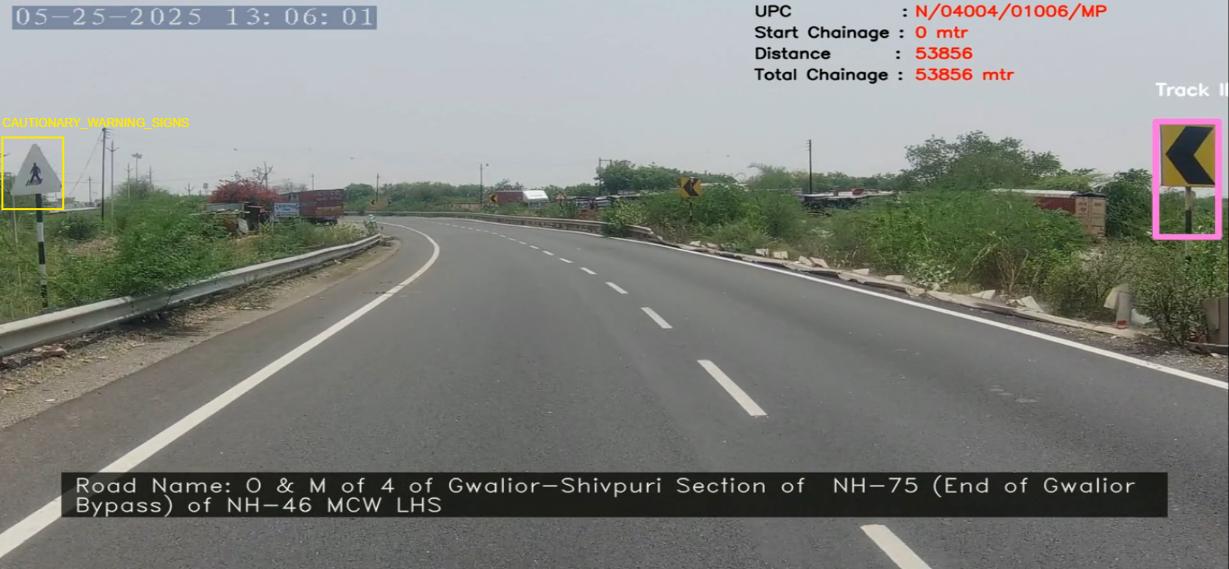 05-25-2025 13:06:01
UPC : N/04004/01006/MP
Start Chainage : 0 mtr
Distance : 53856
Total Chainage : 53856 mtr
Track
CAUTIONARY_WARNING_SIGNS
Road Name: O & M of 4 of Gwalior-Shivpuri Section of NH-75 (End of Gwalior
Bypass) of NH-46 MCW LHS